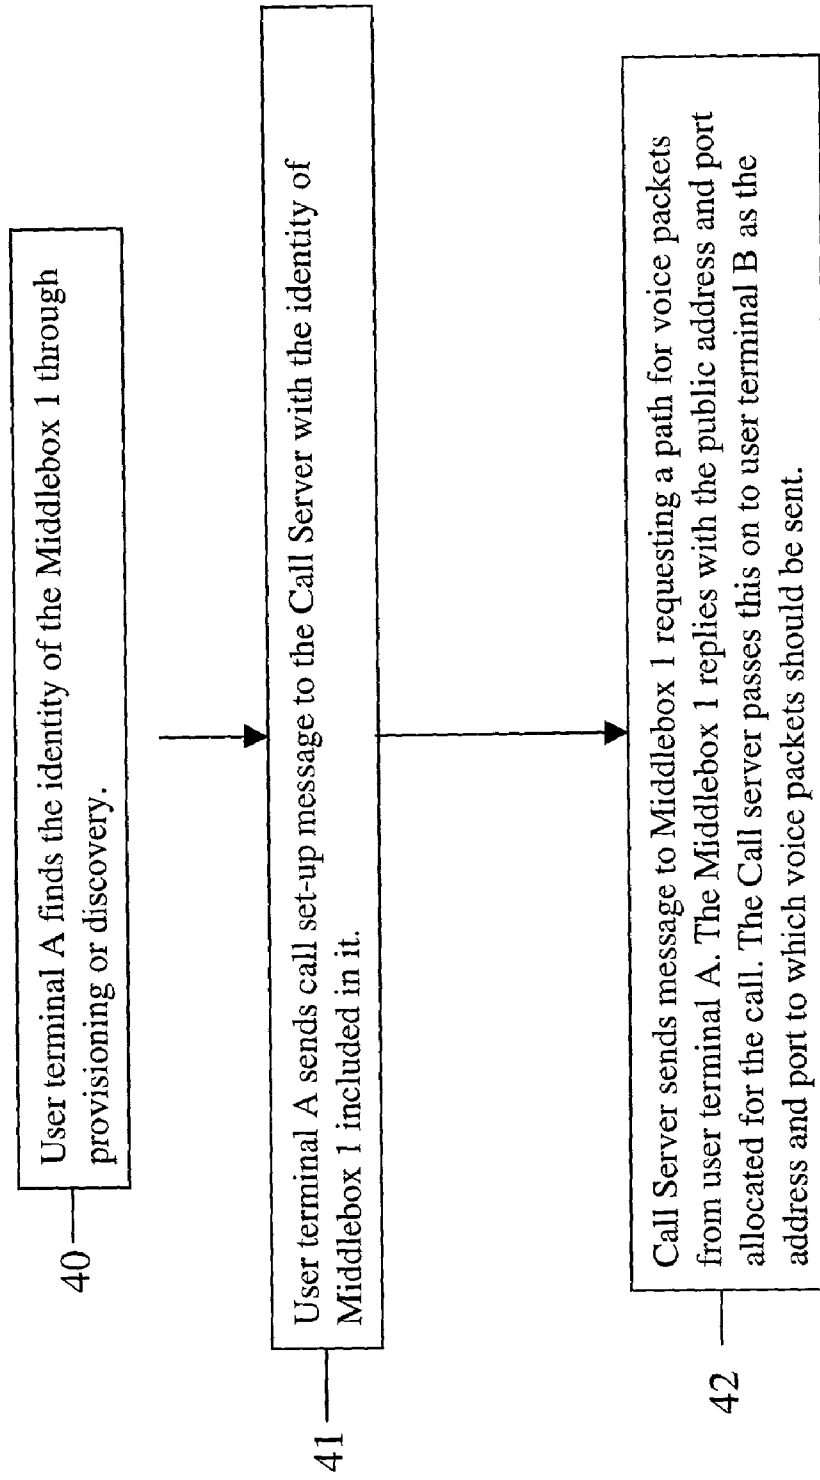 User terminal A finds the identity of the Middlebox 1 through
provisioning or discovery.
40
User terminal A sends call set-up message to the Call Server with the identity of
Middlebox 1 included in it.
41
Call Server sends message to Middlebox 1 requesting a path for voice packets
from user terminal A. The Middlebox 1 replies with the public address and port
allocated for the call. The Call server passes this on to user terminal B as the
address and port to which voice packets should be sent.
42